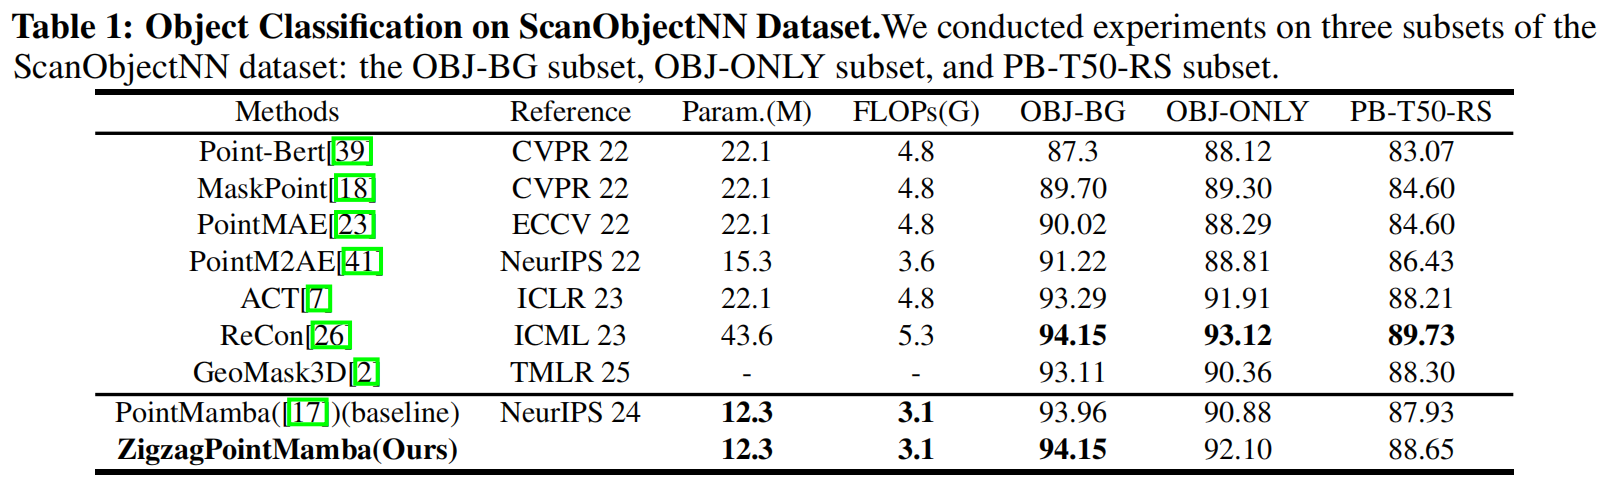 Table 1: Object Classification on ScanObjectNN Dataset.We conducted experiments on three subsets of the
ScanObjectNN dataset: the OBJ-BG subset, OBJ-ONLY subset, and PB-T50-RS subset.
Methods Reference Param.(M) FLOPs(G) OBJ-BG OBJ-ONLY PB-T50-RS
Point-Bert[39] CVPR 22 22.1 4.8 87.3 88.12 83.07
MaskPoint[18] CVPR 22 22.1 4.8 89.70 89.30 84.60
PointMAE[23] ECCV 22 22.1 4.8 90.02 88.29 84.60
PointM2AE[41] NeurIPS 22 15.3 3.6 91.22 88.81 86.43
ACT[7] ICLR 23 22.1 4.8 93.29 91.91 88.21
ReCon[26] ICML 23 43.6 5.3 94.15 93.12 89.73
GeoMask3D[2] TMLR 25 - - 93.11 90.36 88.30
PointMamba([17])(baseline) NeurIPS 24 12.3 3.1 93.96 90.88 87.93
ZigzagPointMamba(Ours) 12.3 3.1 94.15 92.10 88.65